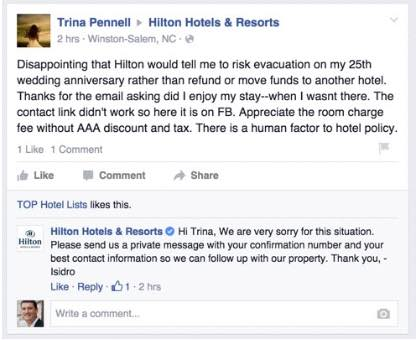 Trina Pennell ▸ Hilton Hotels & Resorts
2 hrs · Winston-Salem, NC ·
Disappointing that Hilton would tell me to risk evacuation on my 25th
wedding anniversary rather than refund or move funds to another hotel.
Thanks for the email asking did I enjoy my stay--when I wasnt there. The
contact link didn't work so here it is on FB. Appreciate the room charge
fee without AAA discount and tax. There is a human factor to hotel policy.
1 Like 1 Comment
Like Comment Share
TOP Hotel Lists likes this.
Hilton
Hilton Hotels & Resorts Hi Trina, We are very sorry for this situation.
Please send us a private message with your confirmation number and your
best contact information so we can follow up with our property. Thank you, -
Isidro
Like · Reply · 1 · 2 hrs
Write a comment...